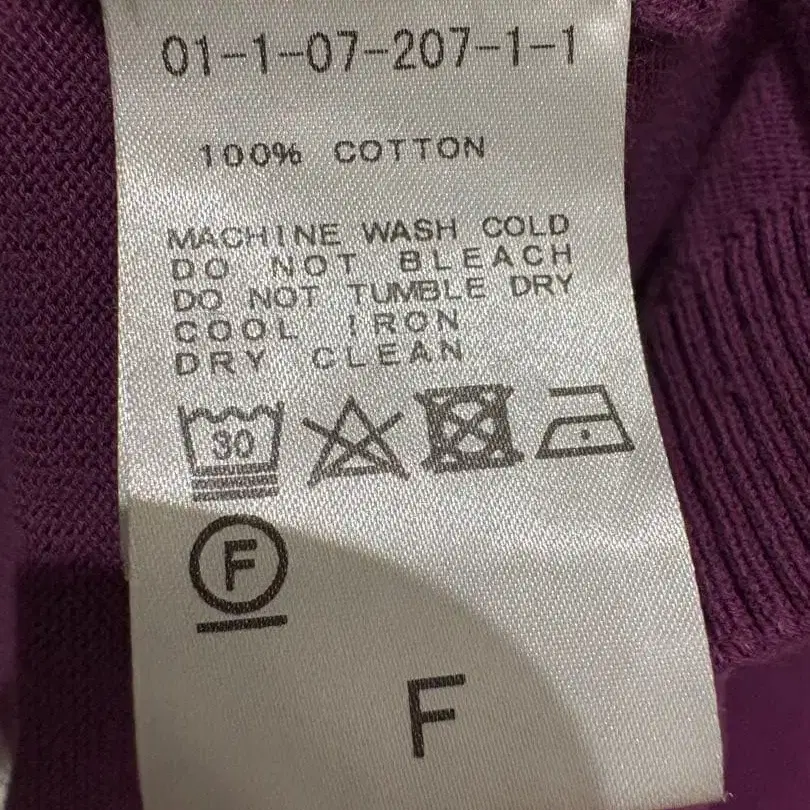 01-1-07-207-1-1
100% COTTON
MACHINE WASH COLD
DO NOT BLEACH
DO NOT TUMBLE DRY
COOL IRON
DRY CLEAN
30
F
F